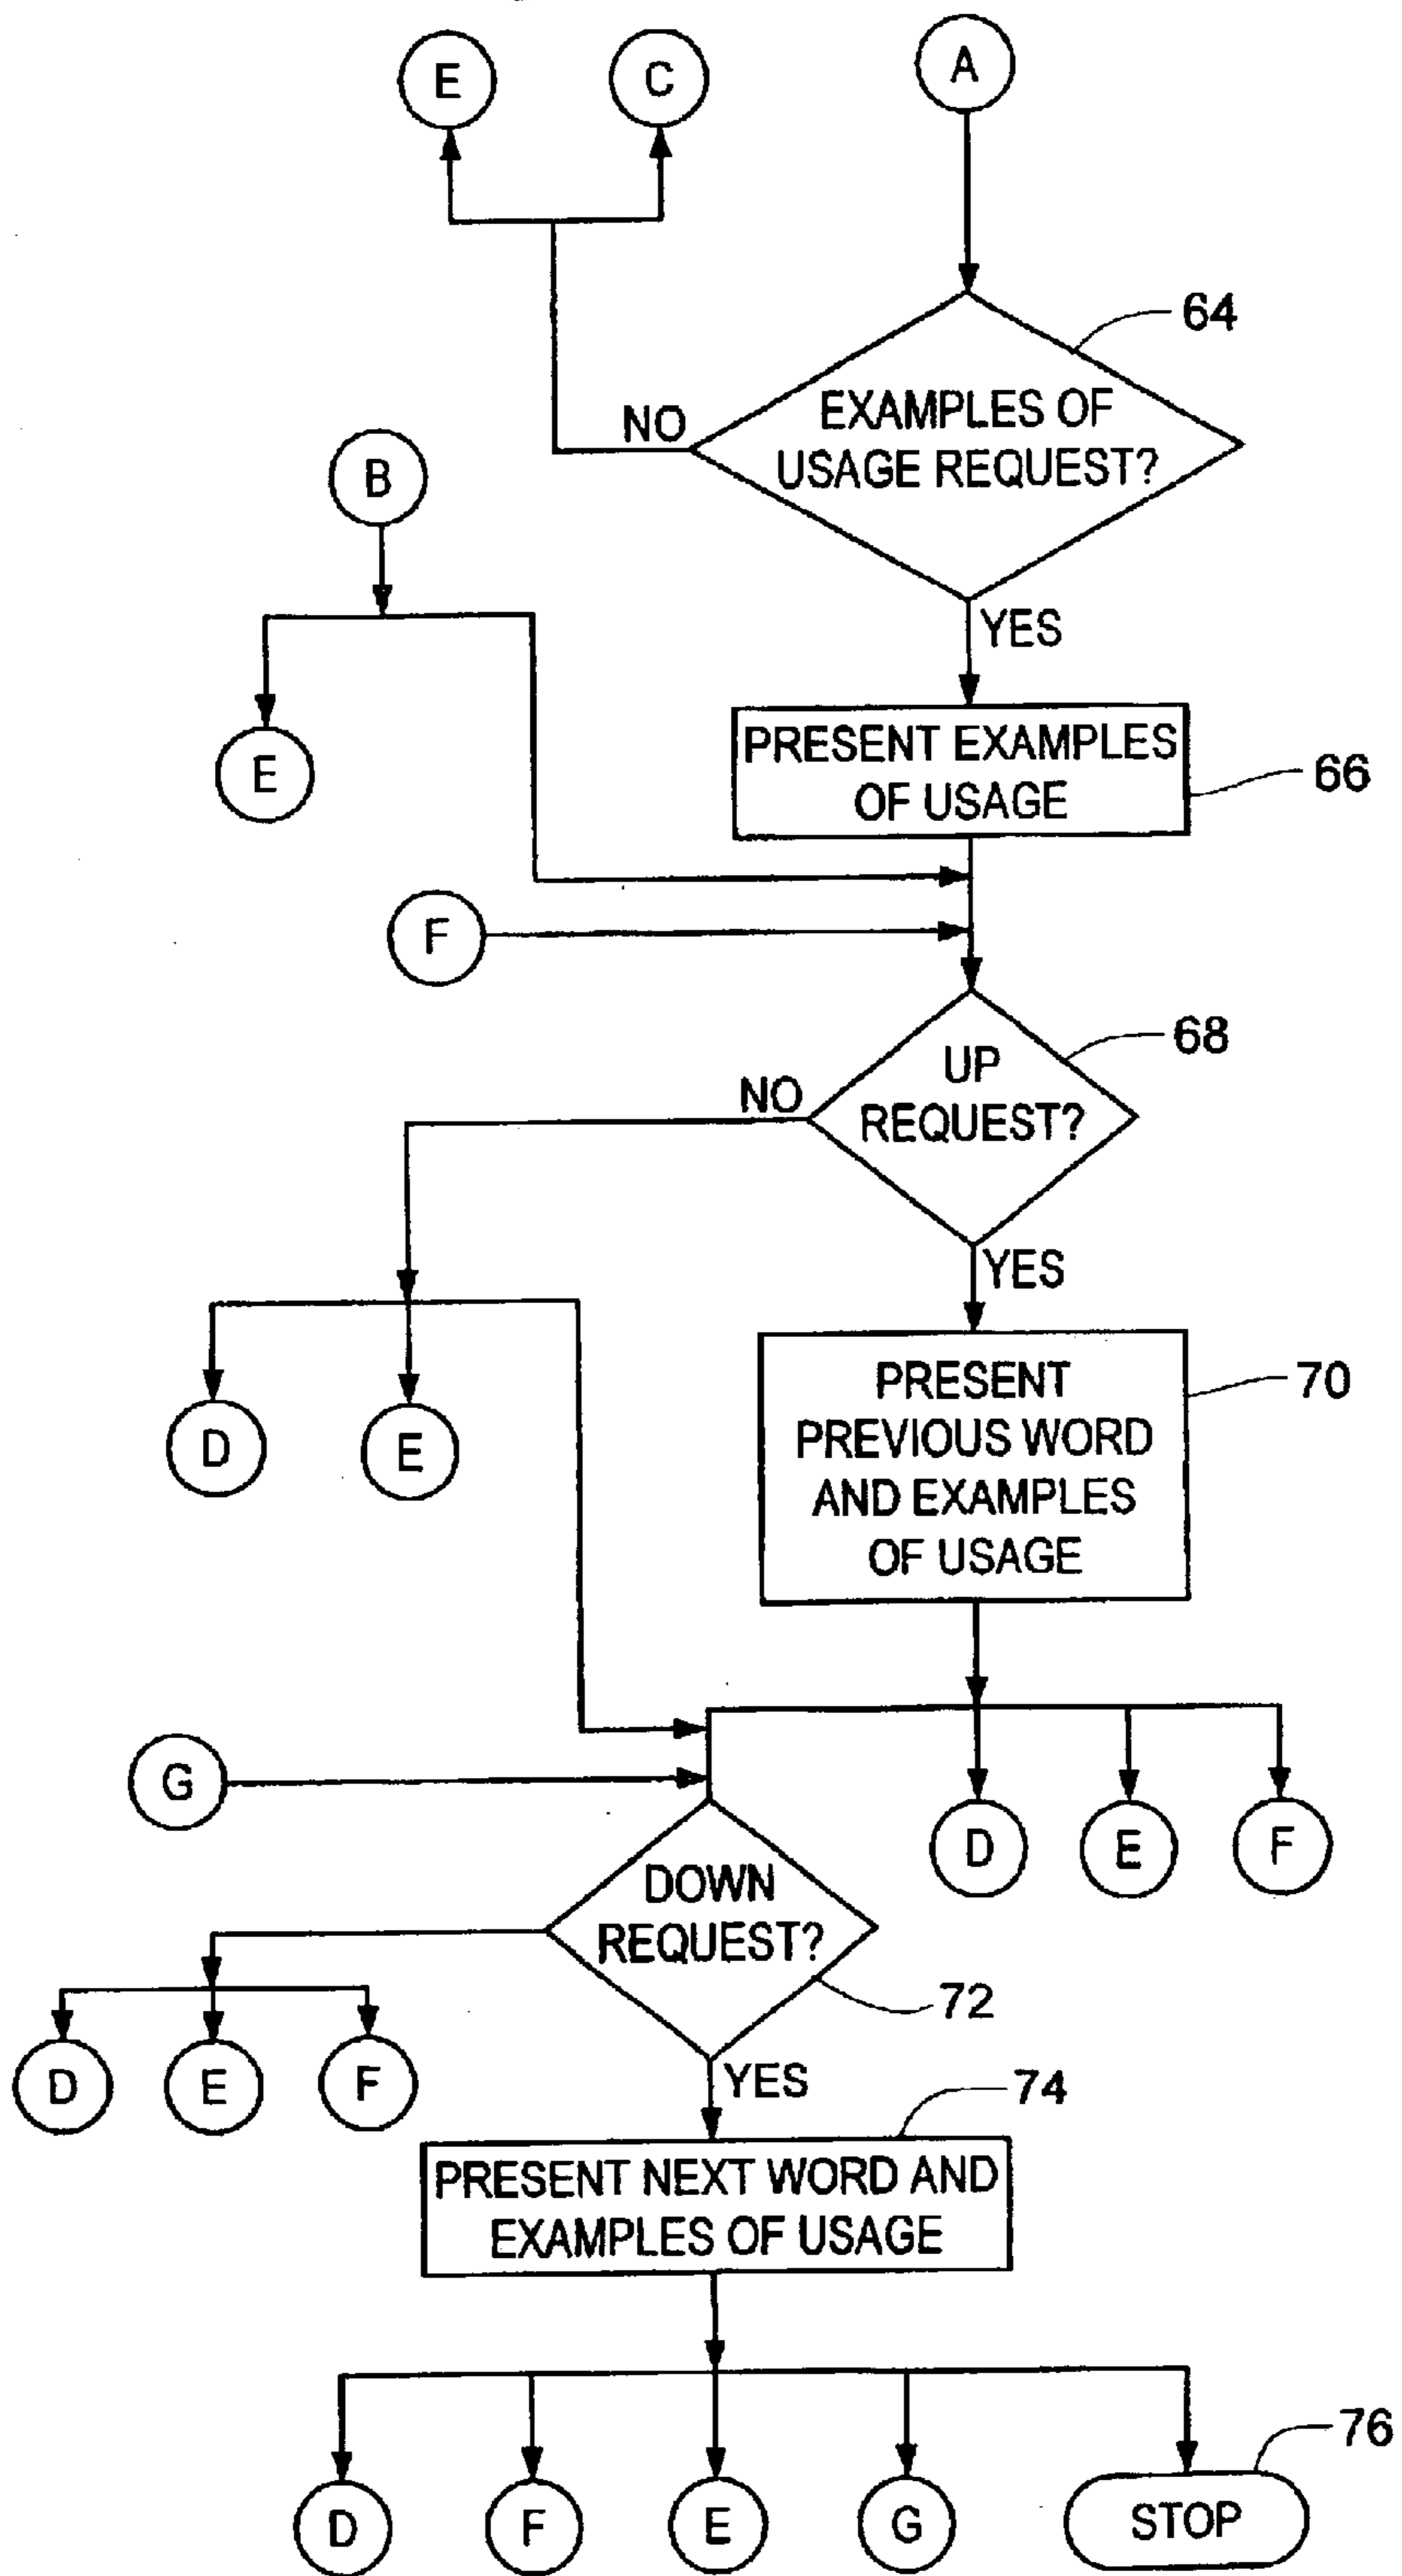 E
C
A
64
EXAMPLES OF
USAGE REQUEST?
NO
B
YES
E
PRESENT EXAMPLES
OF USAGE
66
F
68
UP
REQUEST?
NO
YES
D
E
PRESENT
PREVIOUS WORD
AND EXAMPLES
OF USAGE
70
G
D
E
F
DOWN
REQUEST?
72
D
E
F
YES
74
PRESENT NEXT WORD AND
EXAMPLES OF USAGE
76
D
F
E
G
STOP